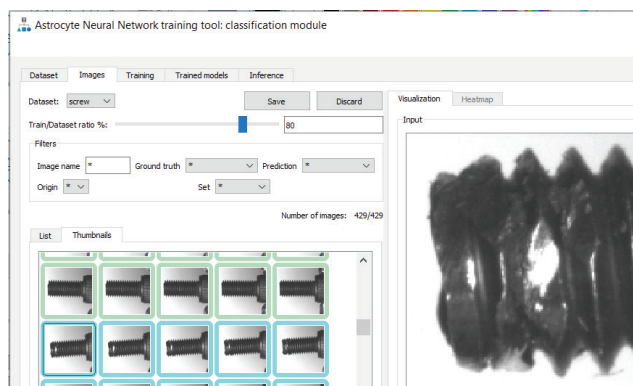 Astrocyte Neural Network training tool: classification module
Dataset Images Training Trained models Inference
Dataset: screw Save Discard
Train/Dataset ratio %: 80
Filters
Image name * Ground truth * Prediction *
Origin * Set *
Number of images: 429/429
List Thumbnails
Visualization Heatmap
Input